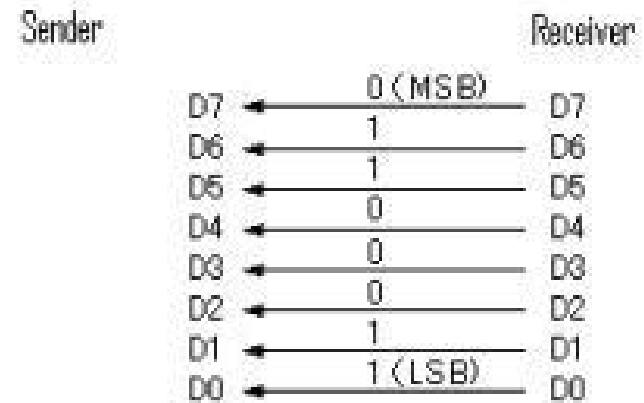 Sender Receiver
0 (MSB)
D7 D7
1
D6 D6
1
D5 D5
0
D4 D4
0
D3 D3
0
D2 D2
1
D1 D1
1 (LSB)
D0 D0